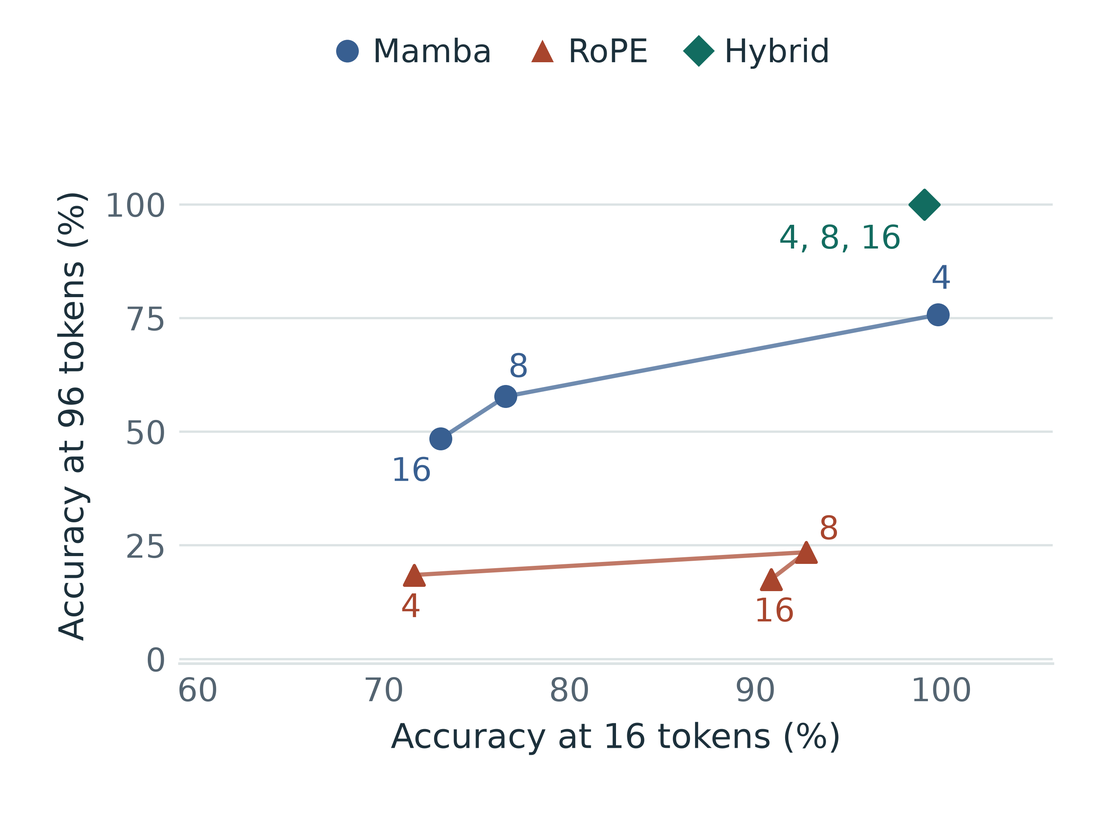 Mamba RoPE Hybrid
Accuracy at 96 tokens (%)
100
75
50
25
0
4, 8, 16
4
8
16
8
4
16
60 70 80 90 100
Accuracy at 16 tokens (%)